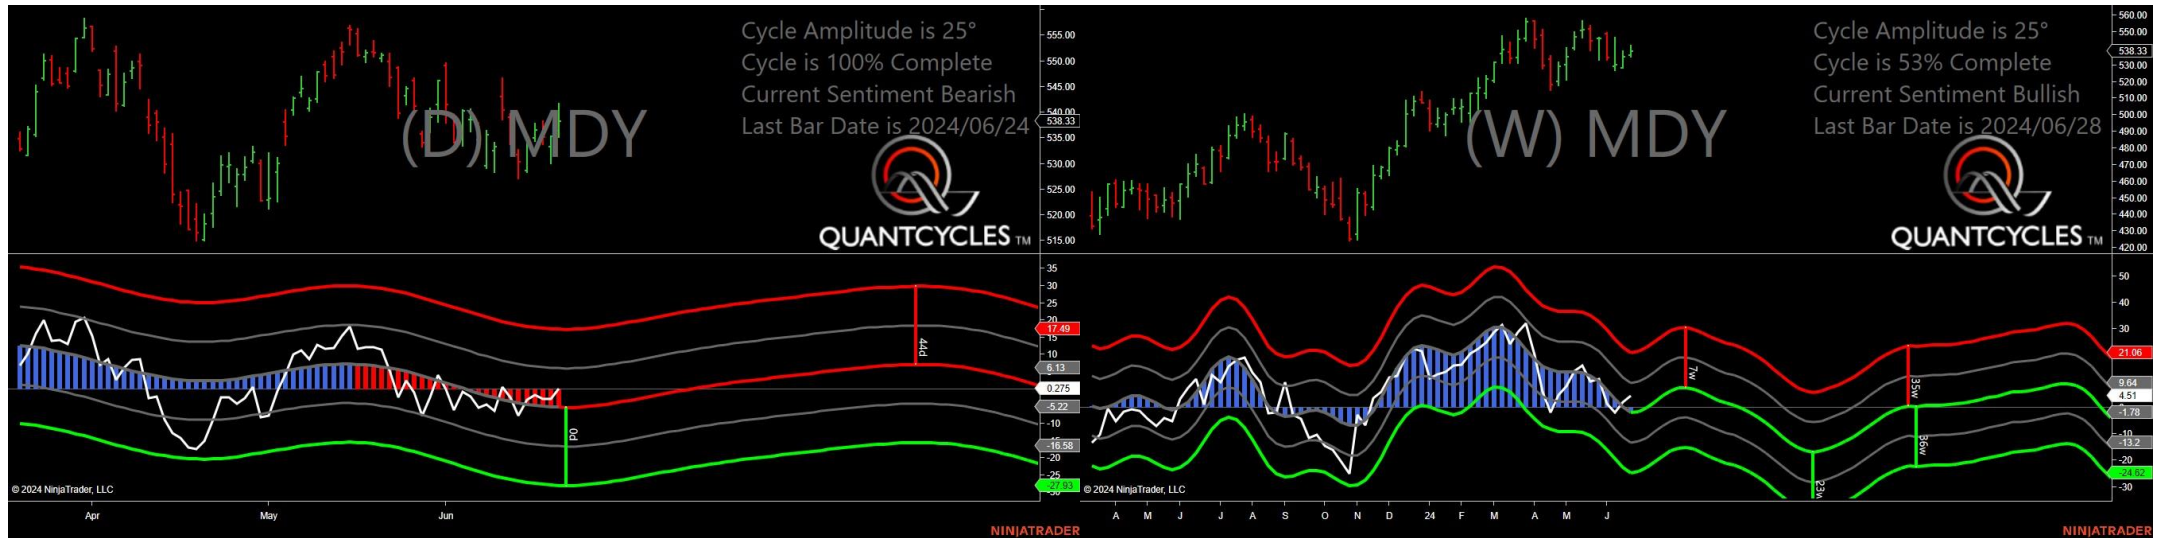 Cycle Amplitude is 25°
Cycle is 100% Complete
Current Sentiment Bearish
Last Bar Date is 2024/06/24
(D) MDY
QUANTCYCLES TM
555.00
550.00
545.00
540.00
538.33
535.00
530.00
525.00
520.00
515.00
35
30
25
20
17.49
15
10
6.13
0.275
-5.22
-10
-16.58
-20
-25
-27.93
-30
44d
0d
© 2024 NinjaTrader, LLC
Apr May Jun
NINJATRADER
Cycle Amplitude is 25°
Cycle is 53% Complete
Current Sentiment Bullish
Last Bar Date is 2024/06/28
(W) MDY
QUANTCYCLES TM
560.00
550.00
538.33
530.00
520.00
510.00
500.00
490.00
480.00
470.00
460.00
450.00
440.00
430.00
420.00
50
40
30
21.06
9.64
4.51
-1.78
-10
-13.2
-20
-24.62
-30
7w
35w
36w
23w
© 2024 NinjaTrader, LLC
A M J J A S O N D 24 F M A M J
NINJATRADER